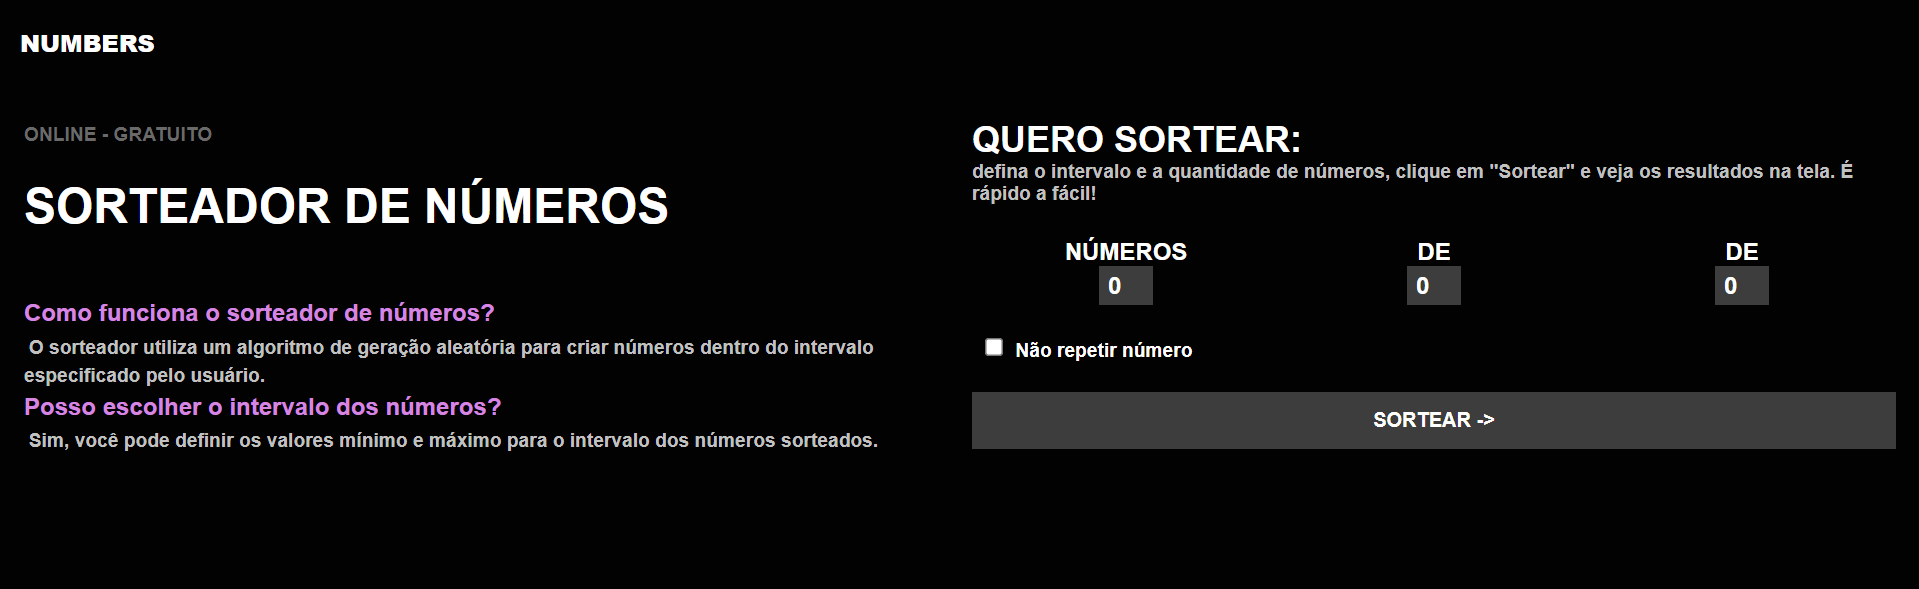 NUMBERS
ONLINE - GRATUITO
SORTEADOR DE NÚMEROS
Como funciona o sorteador de números?
O sorteador utiliza um algoritmo de geração aleatória para criar números dentro do intervalo
especificado pelo usuário.
Posso escolher o intervalo dos números?
Sim, você pode definir os valores mínimo e máximo para o intervalo dos números sorteados.
QUERO SORTEAR:
defina o intervalo e a quantidade de números, clique em "Sortear" e veja os resultados na tela. É
rápido a fácil!
NÚMEROS DE DE
0 0 0
Não repetir número
SORTEAR ->